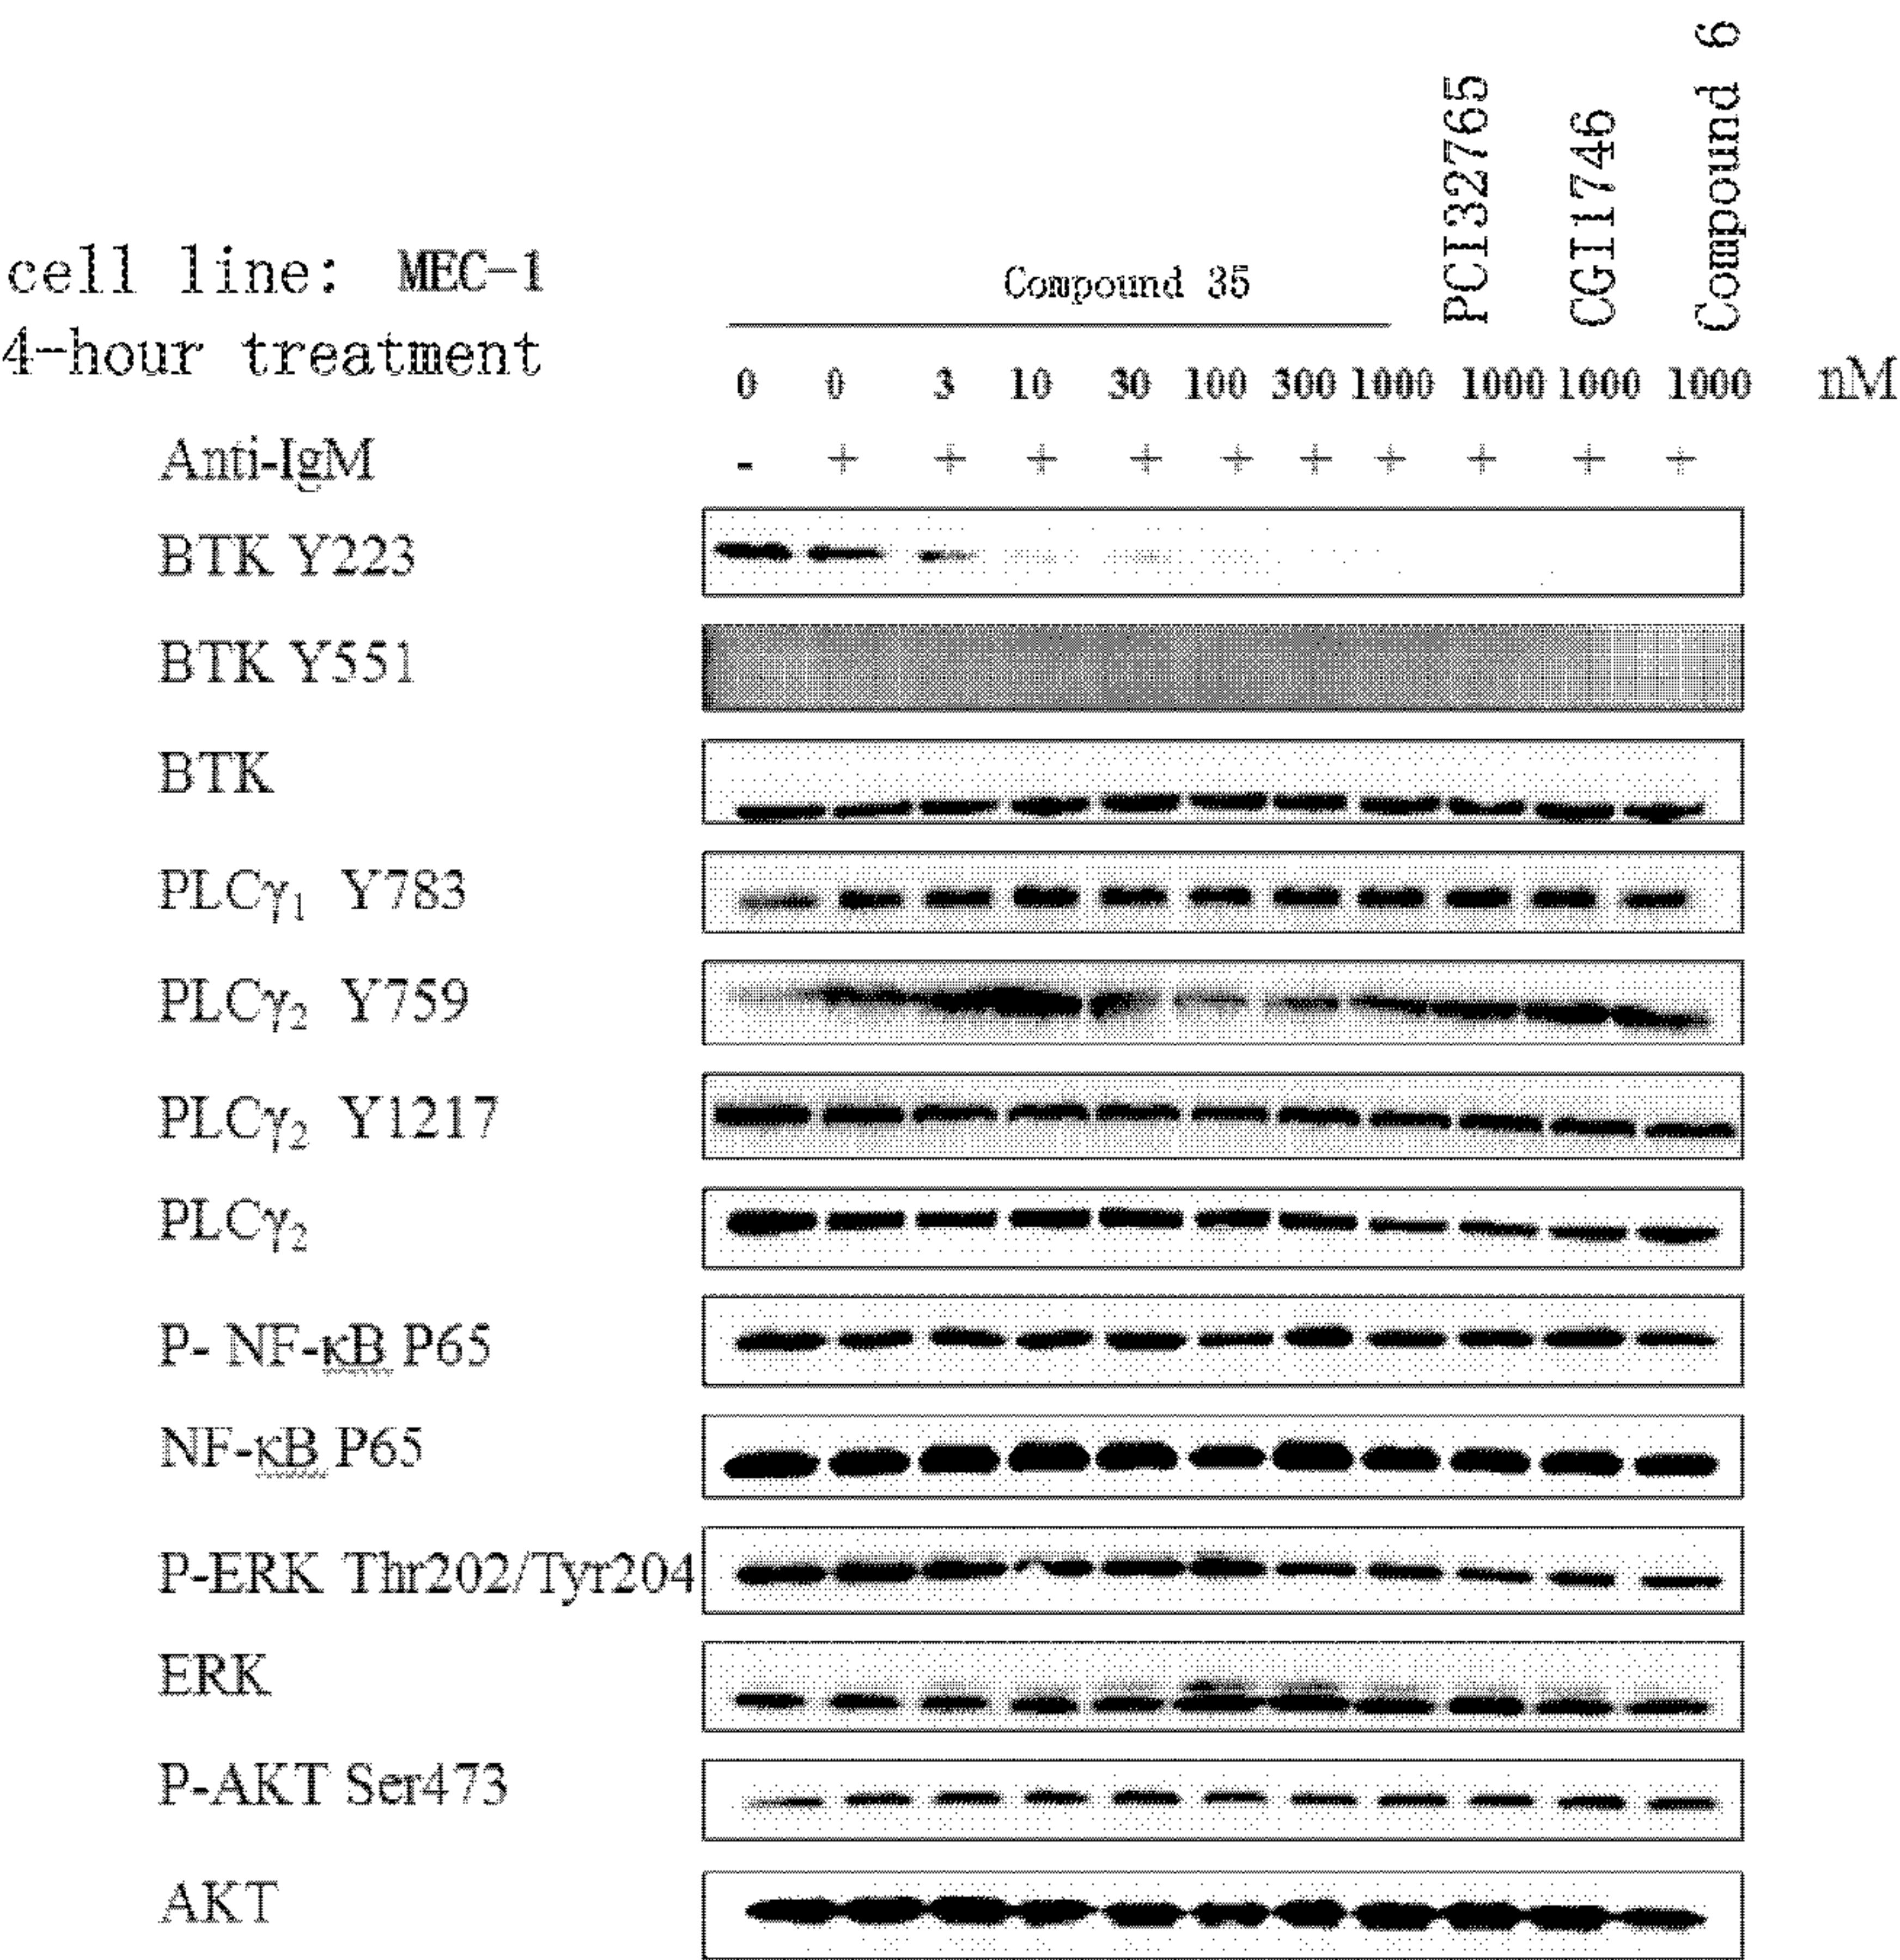 PCI32765
CGI1746
Compound 6
cell line: MEC-1
Compound 35
4-hour treatment
0 0 3 10 30 100 300 1000 1000 1000 1000 nM
Anti-IgM - + + + + + + + + + +
BTK Y223
BTK Y551
BTK
PLCγ₁ Y783
PLCγ₂ Y759
PLCγ₂ Y1217
PLCγ₂
P- NF-κB P65
NF-κB P65
P-ERK Thr202/Tyr204
ERK
P-AKT Ser473
AKT